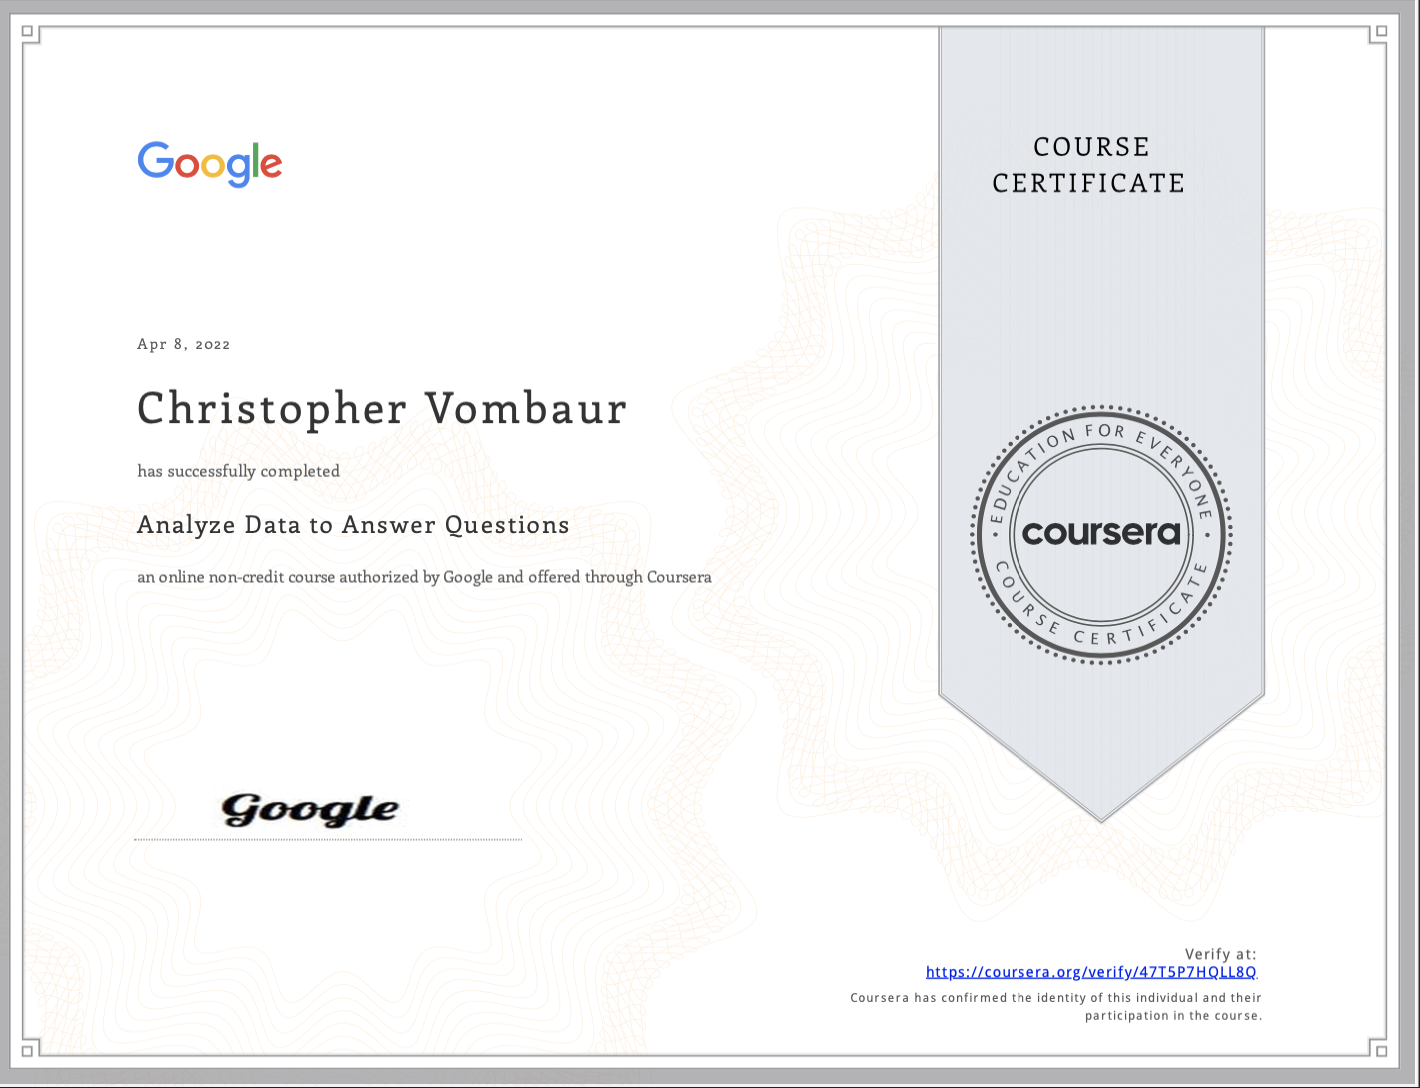 Google
COURSE
CERTIFICATE
Apr 8, 2022
Christopher Vombaur
has successfully completed
Analyze Data to Answer Questions
an online non-credit course authorized by Google and offered through Coursera
EDUCATION FOR EVERYONE
coursera
COURSE CERTIFICATE
Google
Verify at:
https://coursera.org/verify/47T5P7HQLL8Q
Coursera has confirmed the identity of this individual and their
participation in the course.